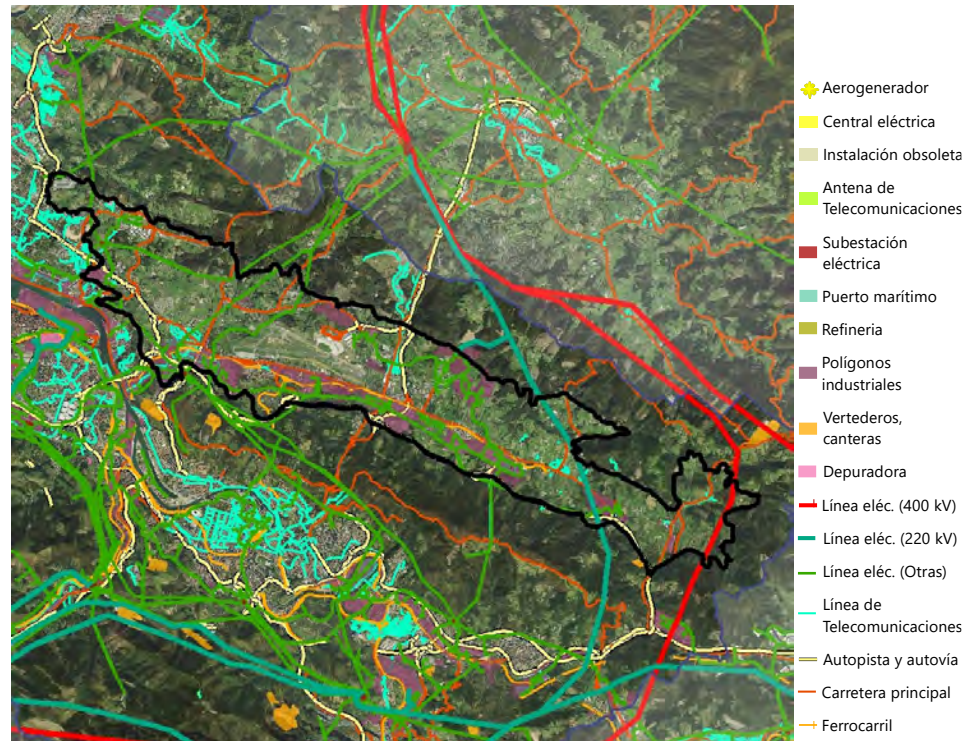 Aerogenerador
Central eléctrica
Instalación obsoleta
Antena de
Telecomunicaciones
Subestación
eléctrica
Puerto marítimo
Refineria
Polígonos
industriales
Vertederos,
canteras
Depuradora
Línea eléc. (400 kV)
Línea eléc. (220 kV)
Línea eléc. (Otras)
Línea de
Telecomunicaciones
Autopista y autovía
Carretera principal
Ferrocarril